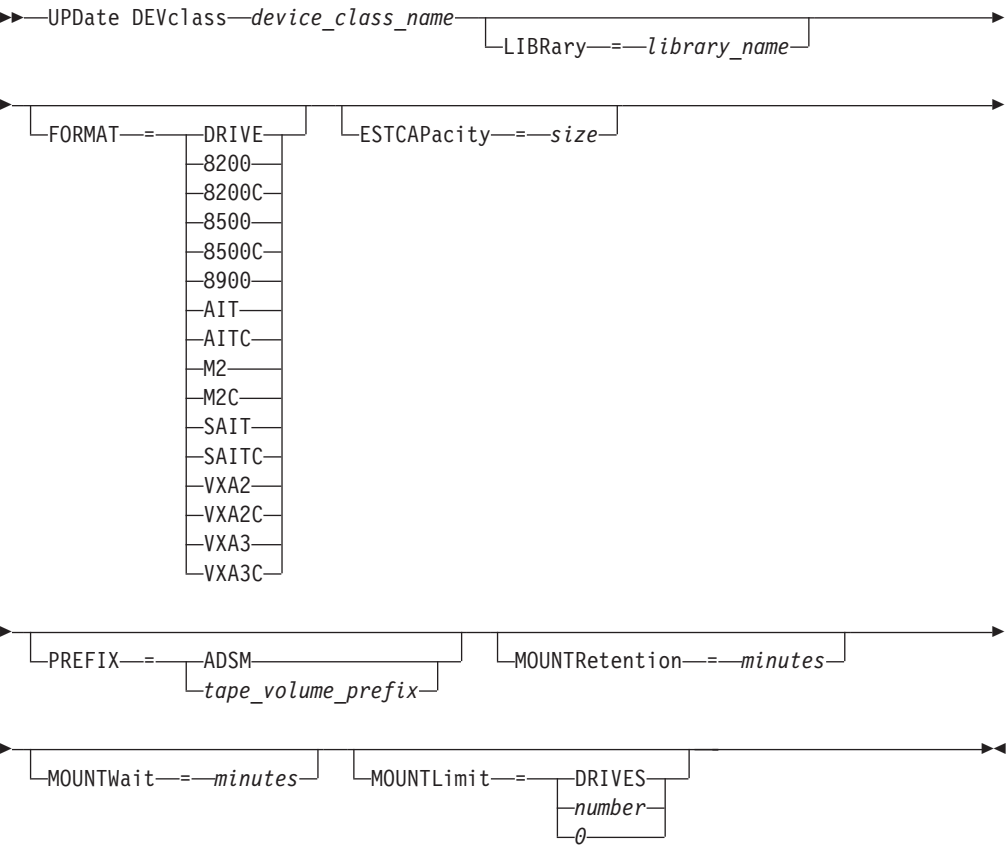 UPDate DEVclass device_class_name
LIBRary = library_name
FORMAT = DRIVE
8200
8200C
8500
8500C
8900
AIT
AITC
M2
M2C
SAIT
SAITC
VXA2
VXA2C
VXA3
VXA3C
ESTCAPacity = size
PREFIX = ADSM
tape_volume_prefix
MOUNTRetention = minutes
MOUNTWait = minutes
MOUNTLimit = DRIVES
number
0